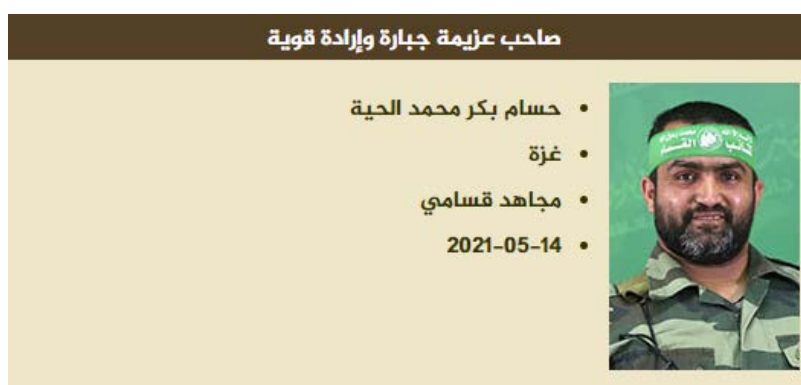 صاحب عزيمة جبارة وإرادة قوية
حسام بكر محمد الحية
غزة
مجاهد قسامي
2021-05-14